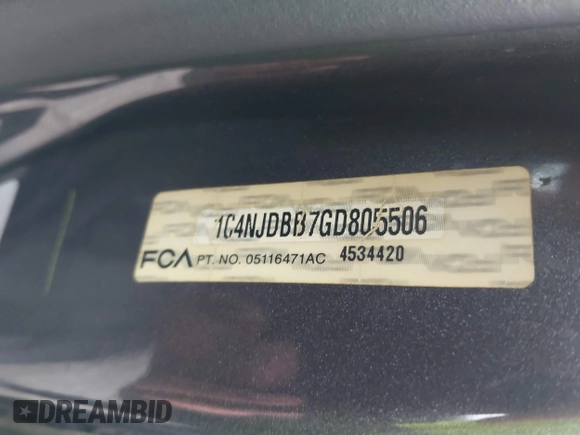 1C4NJDBB7GD805506
FCA PT. NO. 05116471AC 4534420
DREAMBID